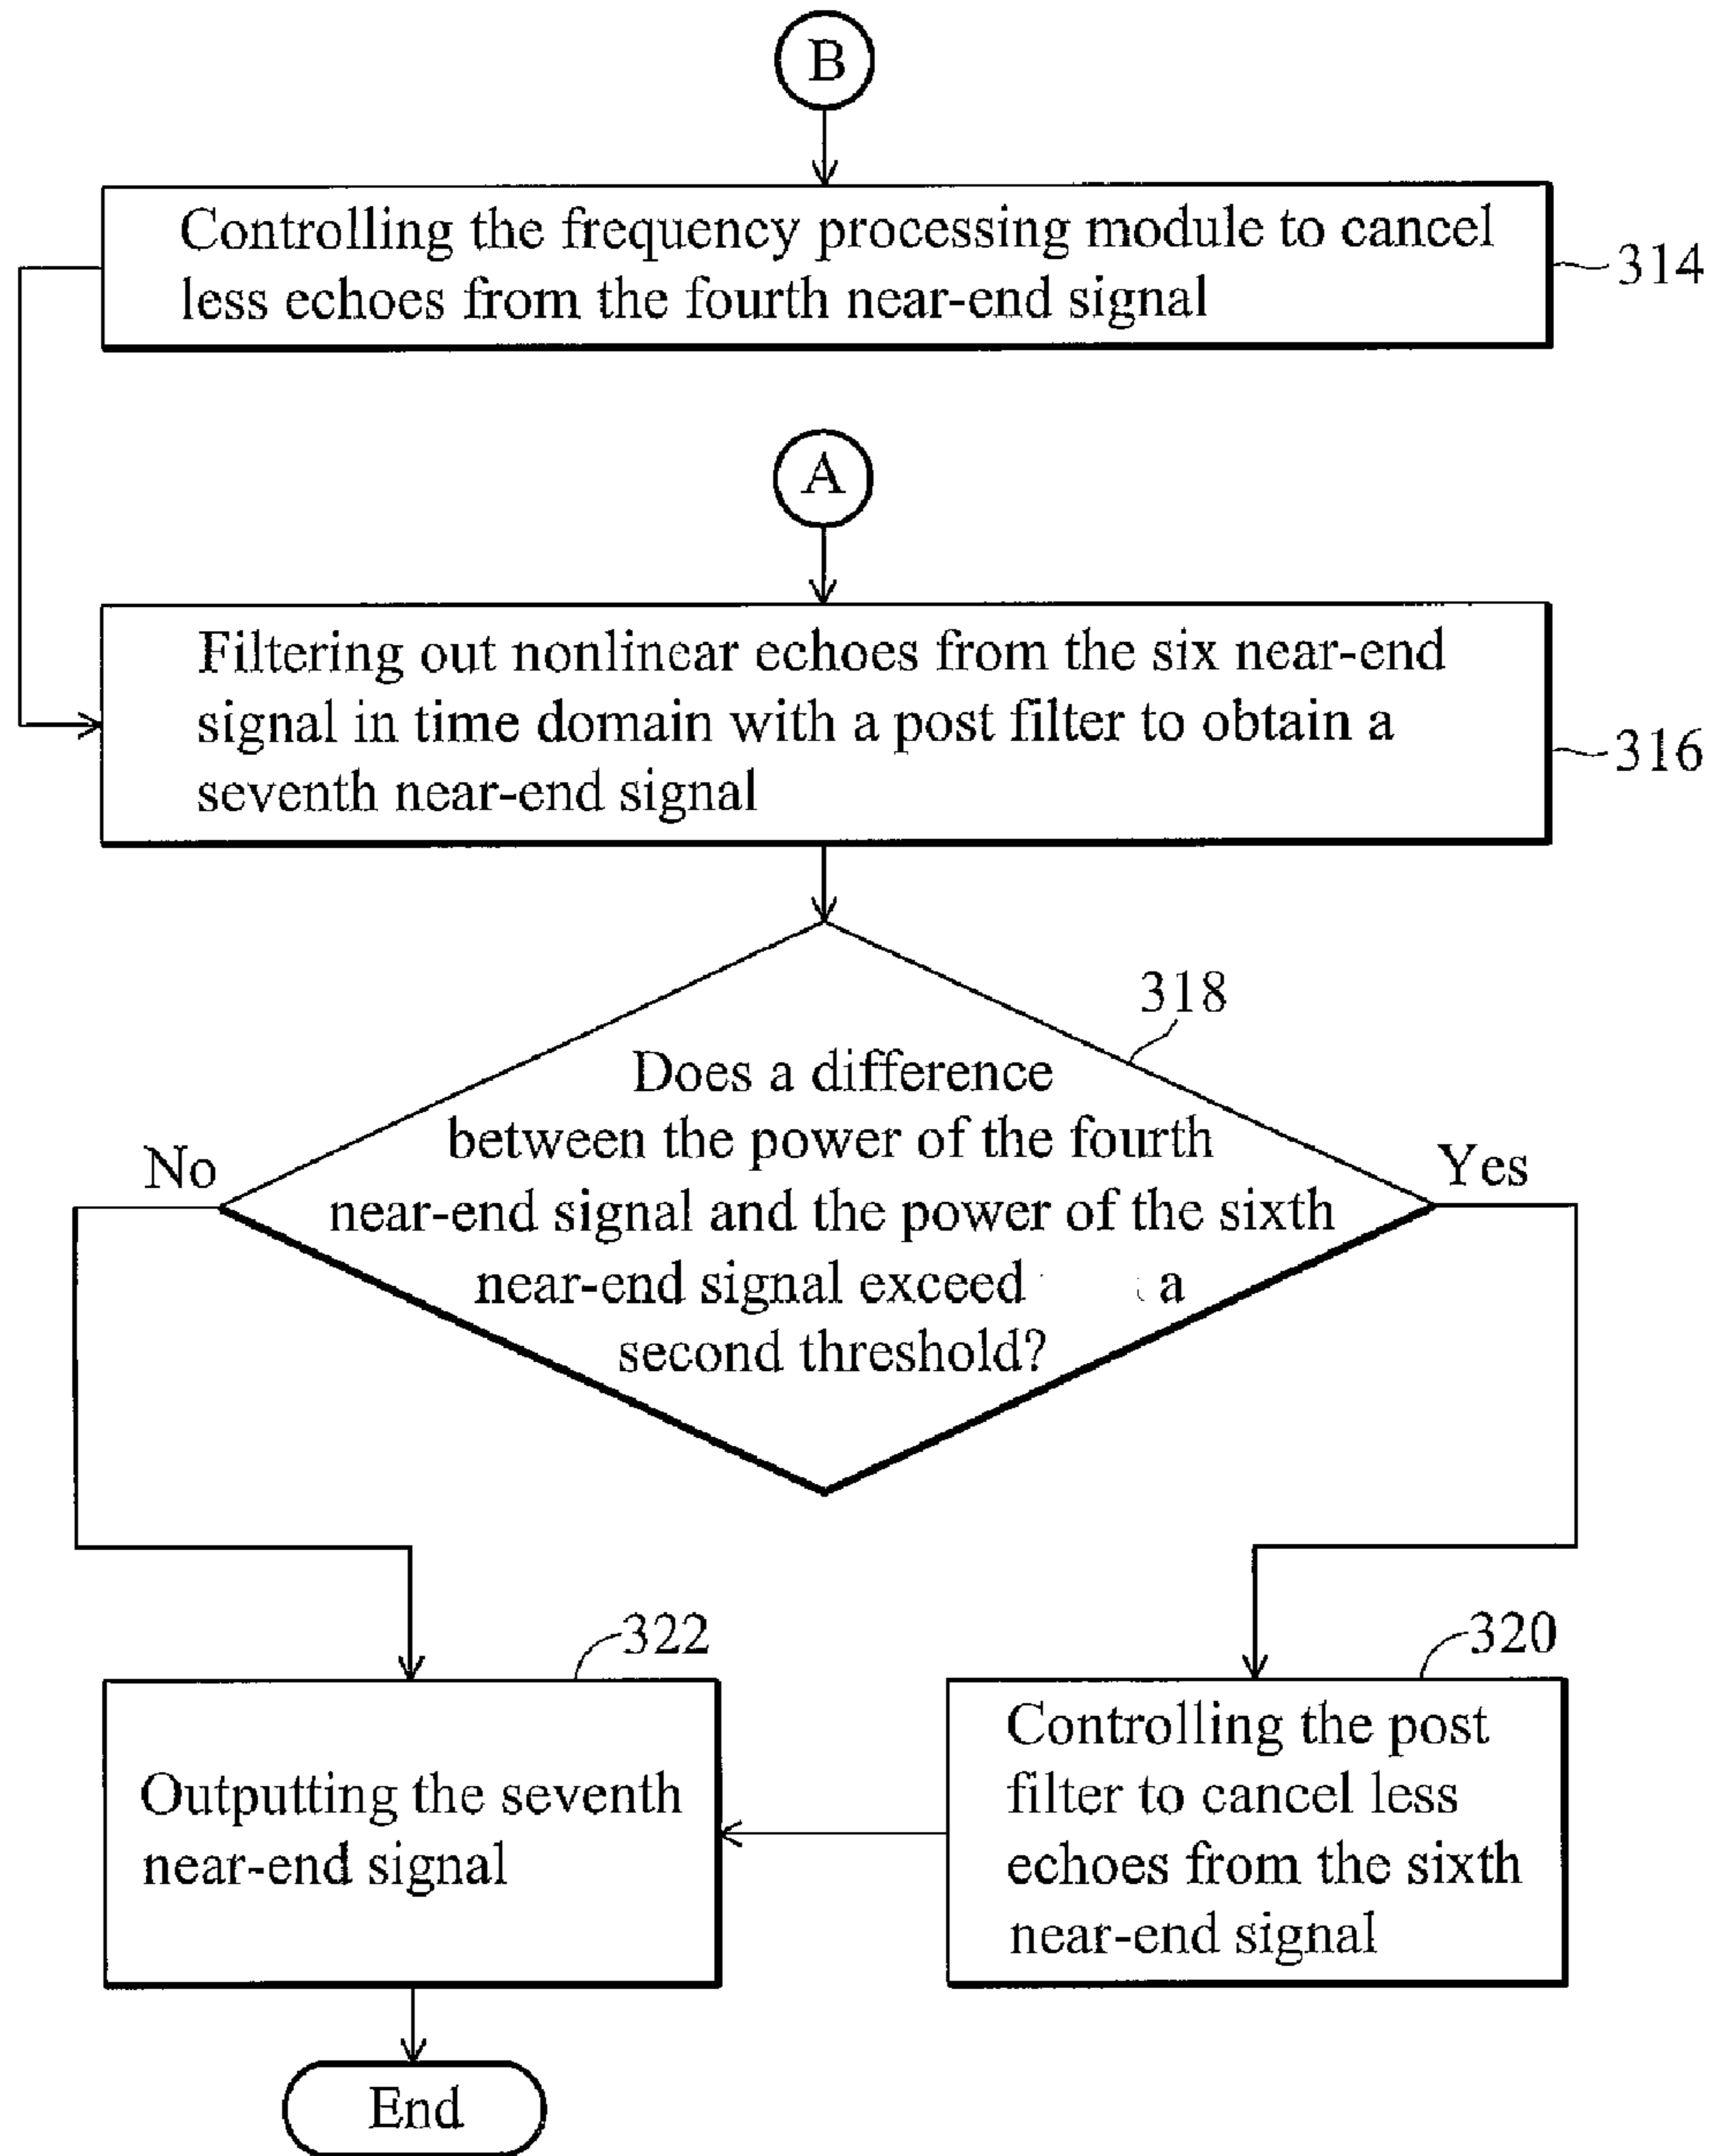 B
Controlling the frequency processing module to cancel
less echoes from the fourth near-end signal
314
A
Filtering out nonlinear echoes from the six near-end
signal in time domain with a post filter to obtain a
seventh near-end signal
316
318
Does a difference
between the power of the fourth
near-end signal and the power of the sixth
near-end signal exceed a
second threshold?
No
Yes
322
Outputting the seventh
near-end signal
320
Controlling the post
filter to cancel less
echoes from the sixth
near-end signal
End